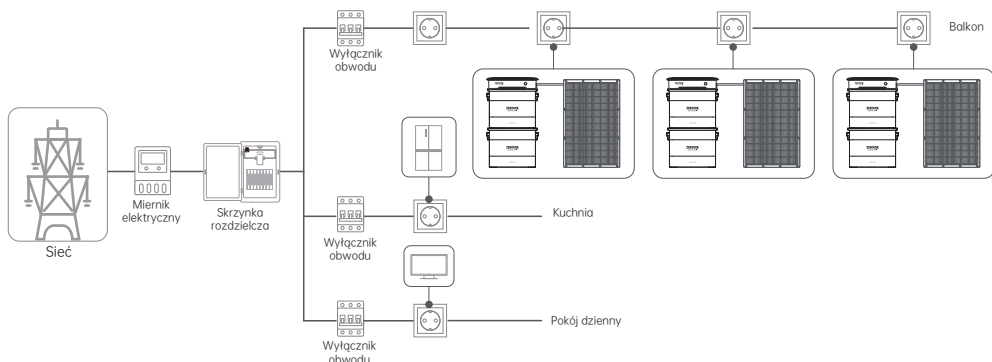 Balkon
Wyłącznik
obwodu
Miernik
elektryczny
Skrzynka
rozdzielcza
Sieć
Kuchnia
Wyłącznik
obwodu
Pokój dzienny
Wyłącznik
obwodu